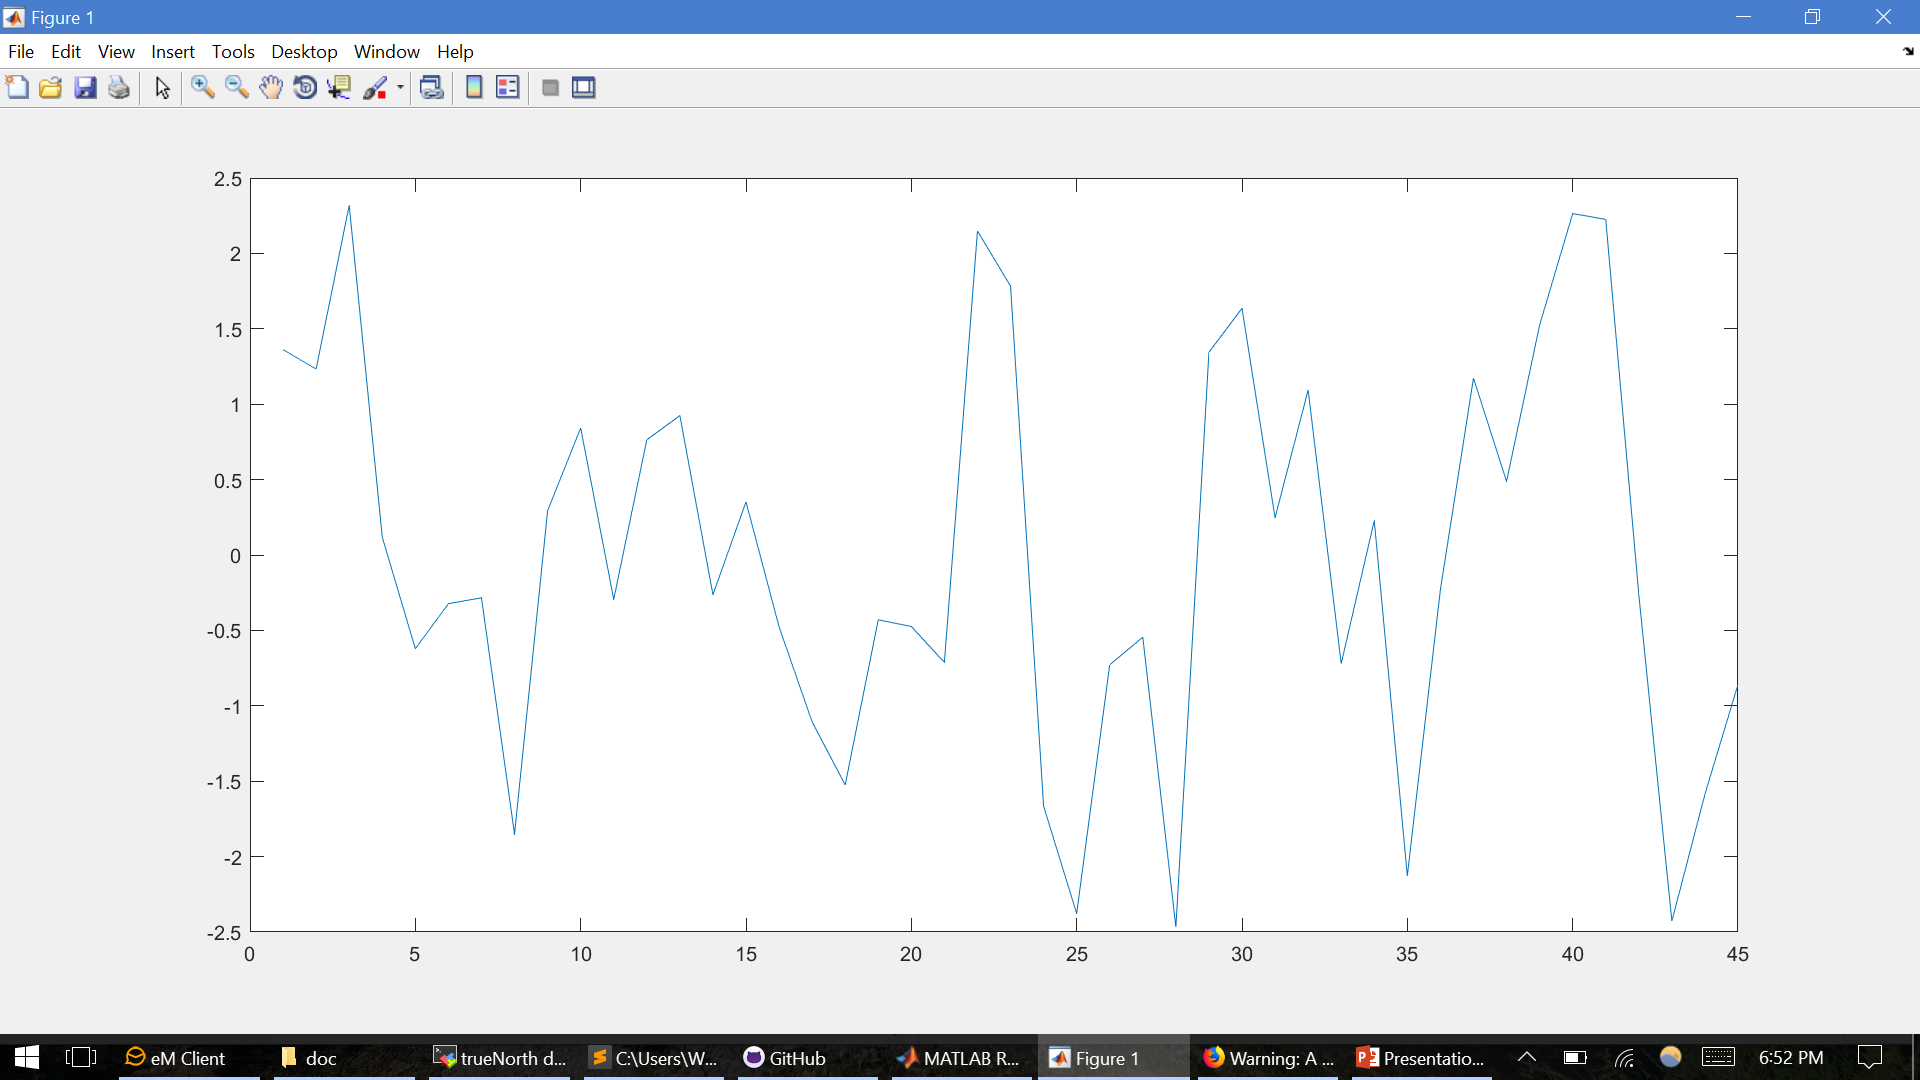 Figure 1
File Edit View Insert Tools Desktop Window Help
2.5
2
1.5
1
0.5
0
-0.5
-1
-1.5
-2
-2.5
0 5 10 15 20 25 30 35 40 45
eM Client doc trueNorth d... C:\Users\W... GitHub MATLAB R... Figure 1 Warning: A ... Presentatio... 6:52 PM